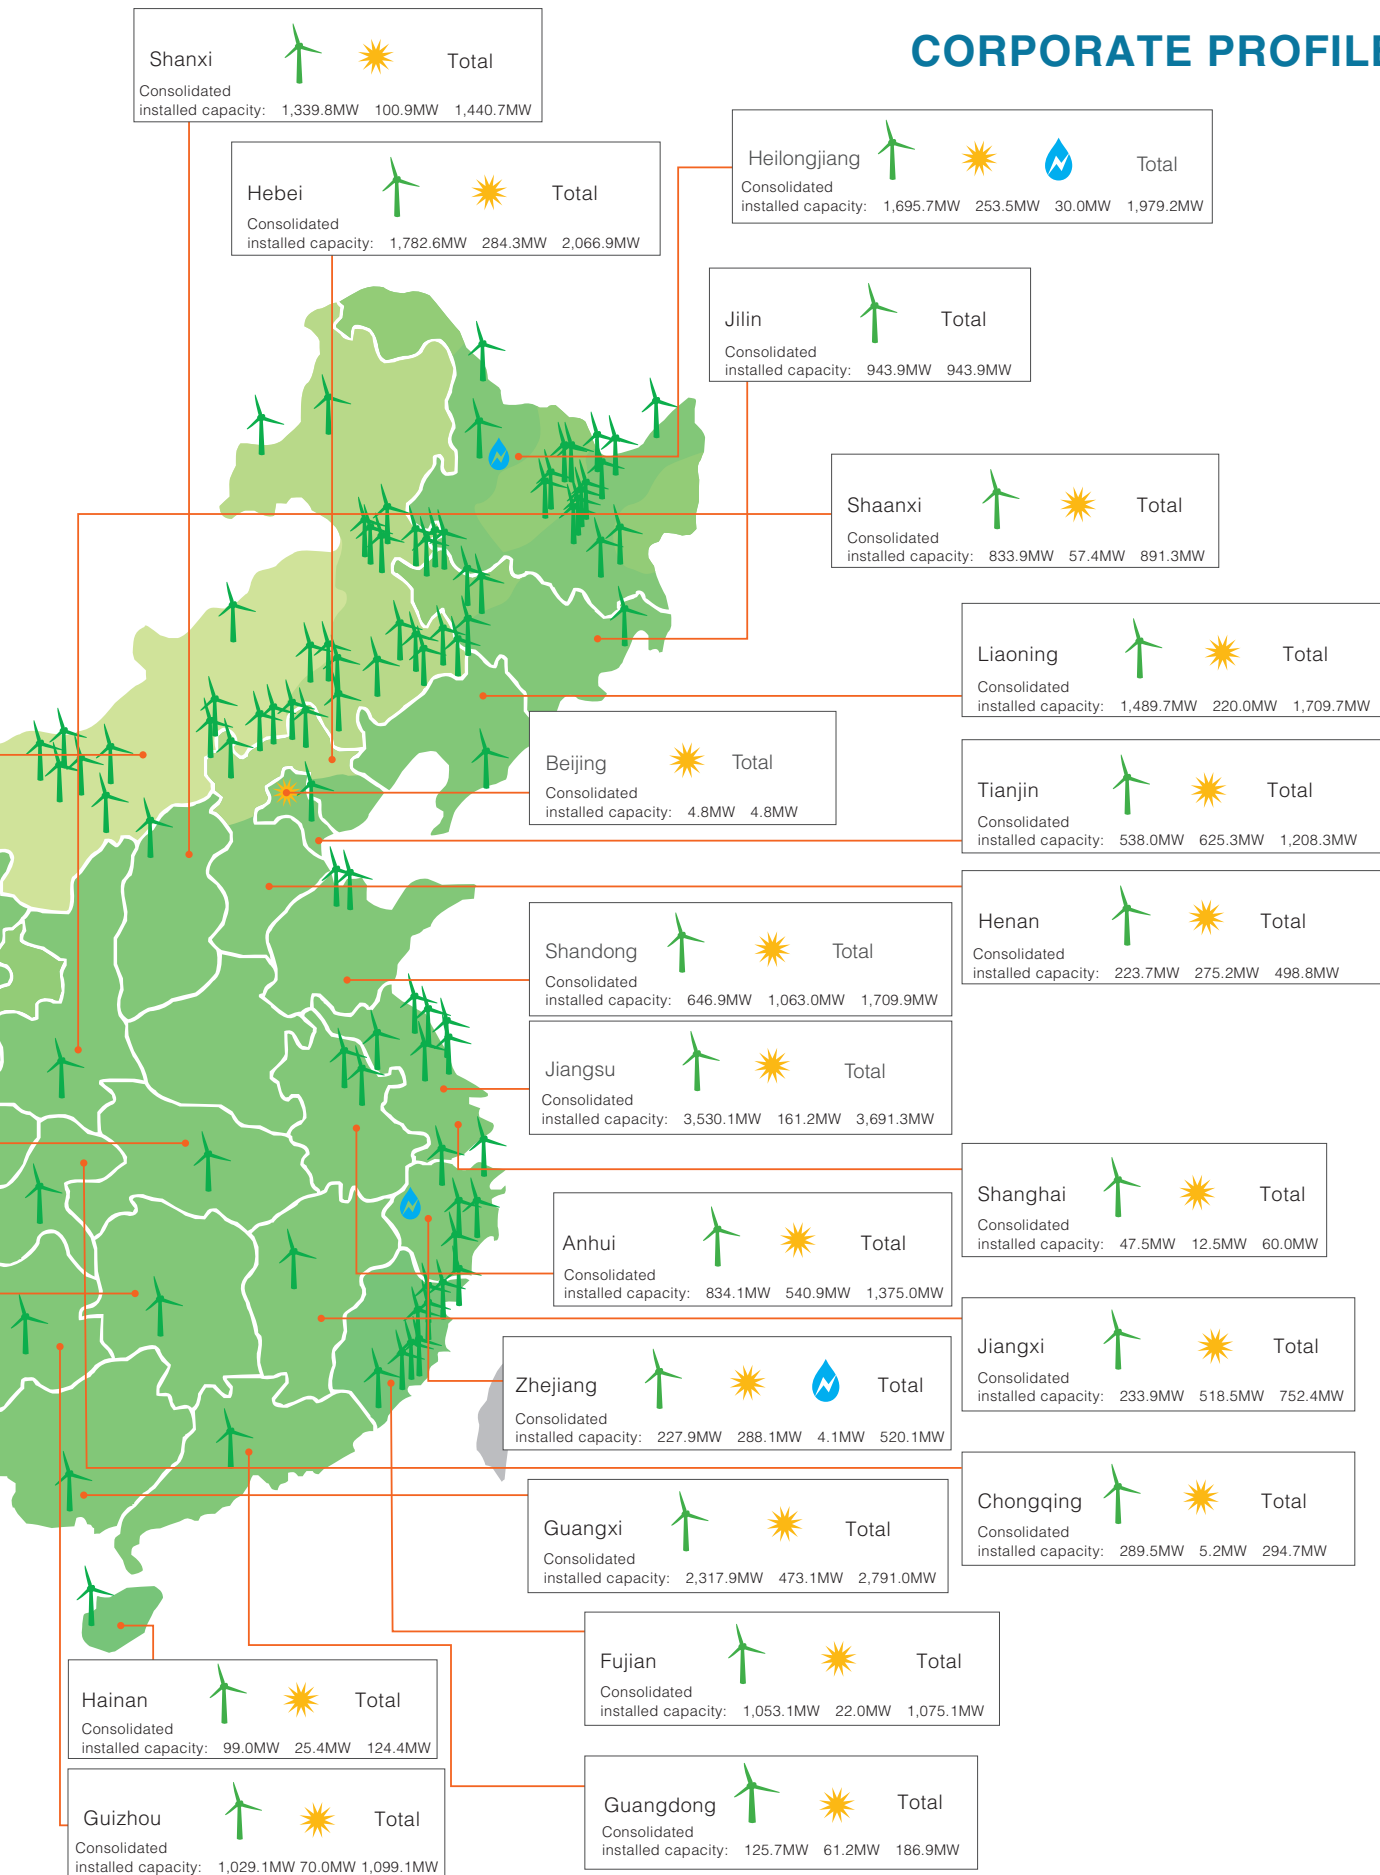 CORPORATE PROFILE
Shanxi Total
Consolidated
installed capacity: 1,339.8MW 100.9MW 1,440.7MW
Heilongjiang Total
Consolidated
installed capacity: 1,695.7MW 253.5MW 30.0MW 1,979.2MW
Hebei Total
Consolidated
installed capacity: 1,782.6MW 284.3MW 2,066.9MW
Jilin Total
Consolidated
installed capacity: 943.9MW 943.9MW
Shaanxi Total
Consolidated
installed capacity: 833.9MW 57.4MW 891.3MW
Liaoning Total
Consolidated
installed capacity: 1,489.7MW 220.0MW 1,709.7MW
Beijing Total
Consolidated
installed capacity: 4.8MW 4.8MW
Tianjin Total
Consolidated
installed capacity: 538.0MW 625.3MW 1,208.3MW
Henan Total
Consolidated
installed capacity: 223.7MW 275.2MW 498.8MW
Shandong Total
Consolidated
installed capacity: 646.9MW 1,063.0MW 1,709.9MW
Jiangsu Total
Consolidated
installed capacity: 3,530.1MW 161.2MW 3,691.3MW
Shanghai Total
Consolidated
installed capacity: 47.5MW 12.5MW 60.0MW
Anhui Total
Consolidated
installed capacity: 834.1MW 540.9MW 1,375.0MW
Jiangxi Total
Consolidated
installed capacity: 233.9MW 518.5MW 752.4MW
Zhejiang Total
Consolidated
installed capacity: 227.9MW 288.1MW 4.1MW 520.1MW
Chongqing Total
Consolidated
installed capacity: 289.5MW 5.2MW 294.7MW
Guangxi Total
Consolidated
installed capacity: 2,317.9MW 473.1MW 2,791.0MW
Fujian Total
Consolidated
installed capacity: 1,053.1MW 22.0MW 1,075.1MW
Hainan Total
Consolidated
installed capacity: 99.0MW 25.4MW 124.4MW
Guangdong Total
Consolidated
installed capacity: 125.7MW 61.2MW 186.9MW
Guizhou Total
Consolidated
installed capacity: 1,029.1MW 70.0MW 1,099.1MW